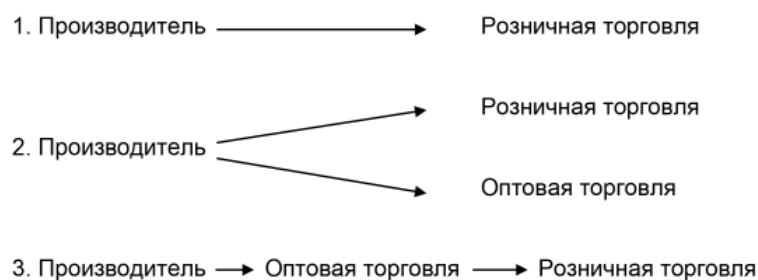 1. Производитель Розничная торговля
Розничная торговля
2. Производитель
Оптовая торговля
3. Производитель Оптовая торговля Розничная торговля